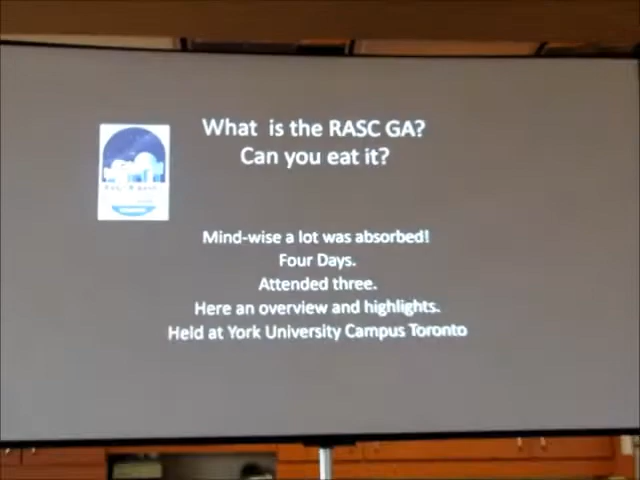 What is the RASC GA?
Can you eat it?
Mind-wise a lot was absorbed!
Four Days.
Attended three.
Here an overview and highlights.
Held at York University Campus Toronto